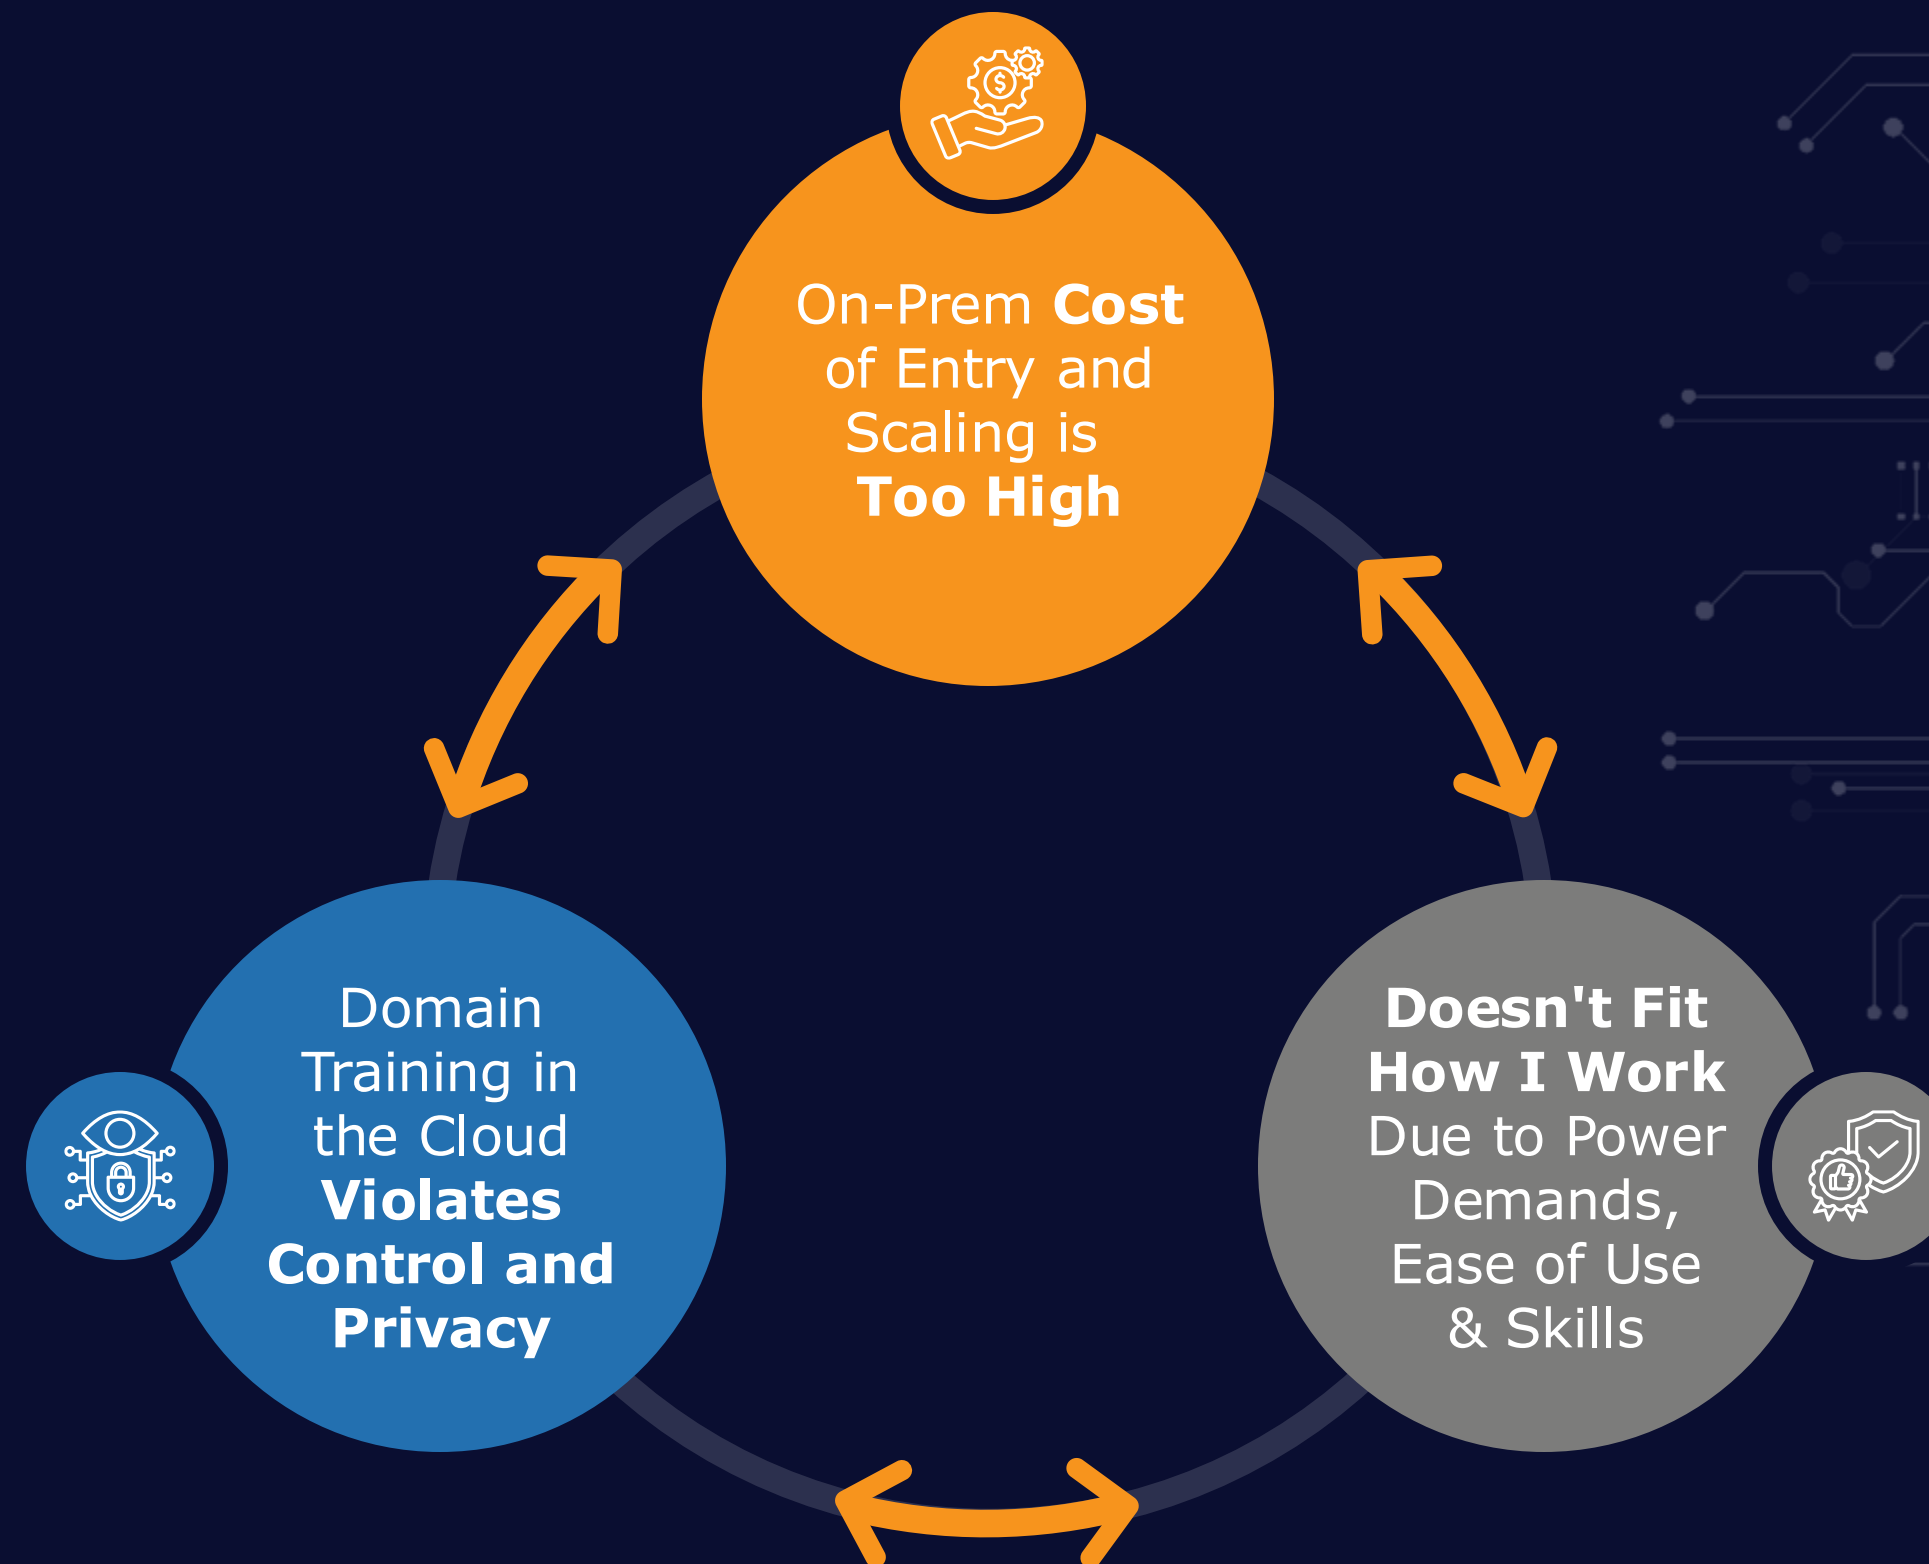 On-Prem Cost
of Entry and
Scaling is
Too High
Domain
Training in
the Cloud
Violates
Control and
Privacy
Doesn't Fit
How I Work
Due to Power
Demands,
Ease of Use
& Skills